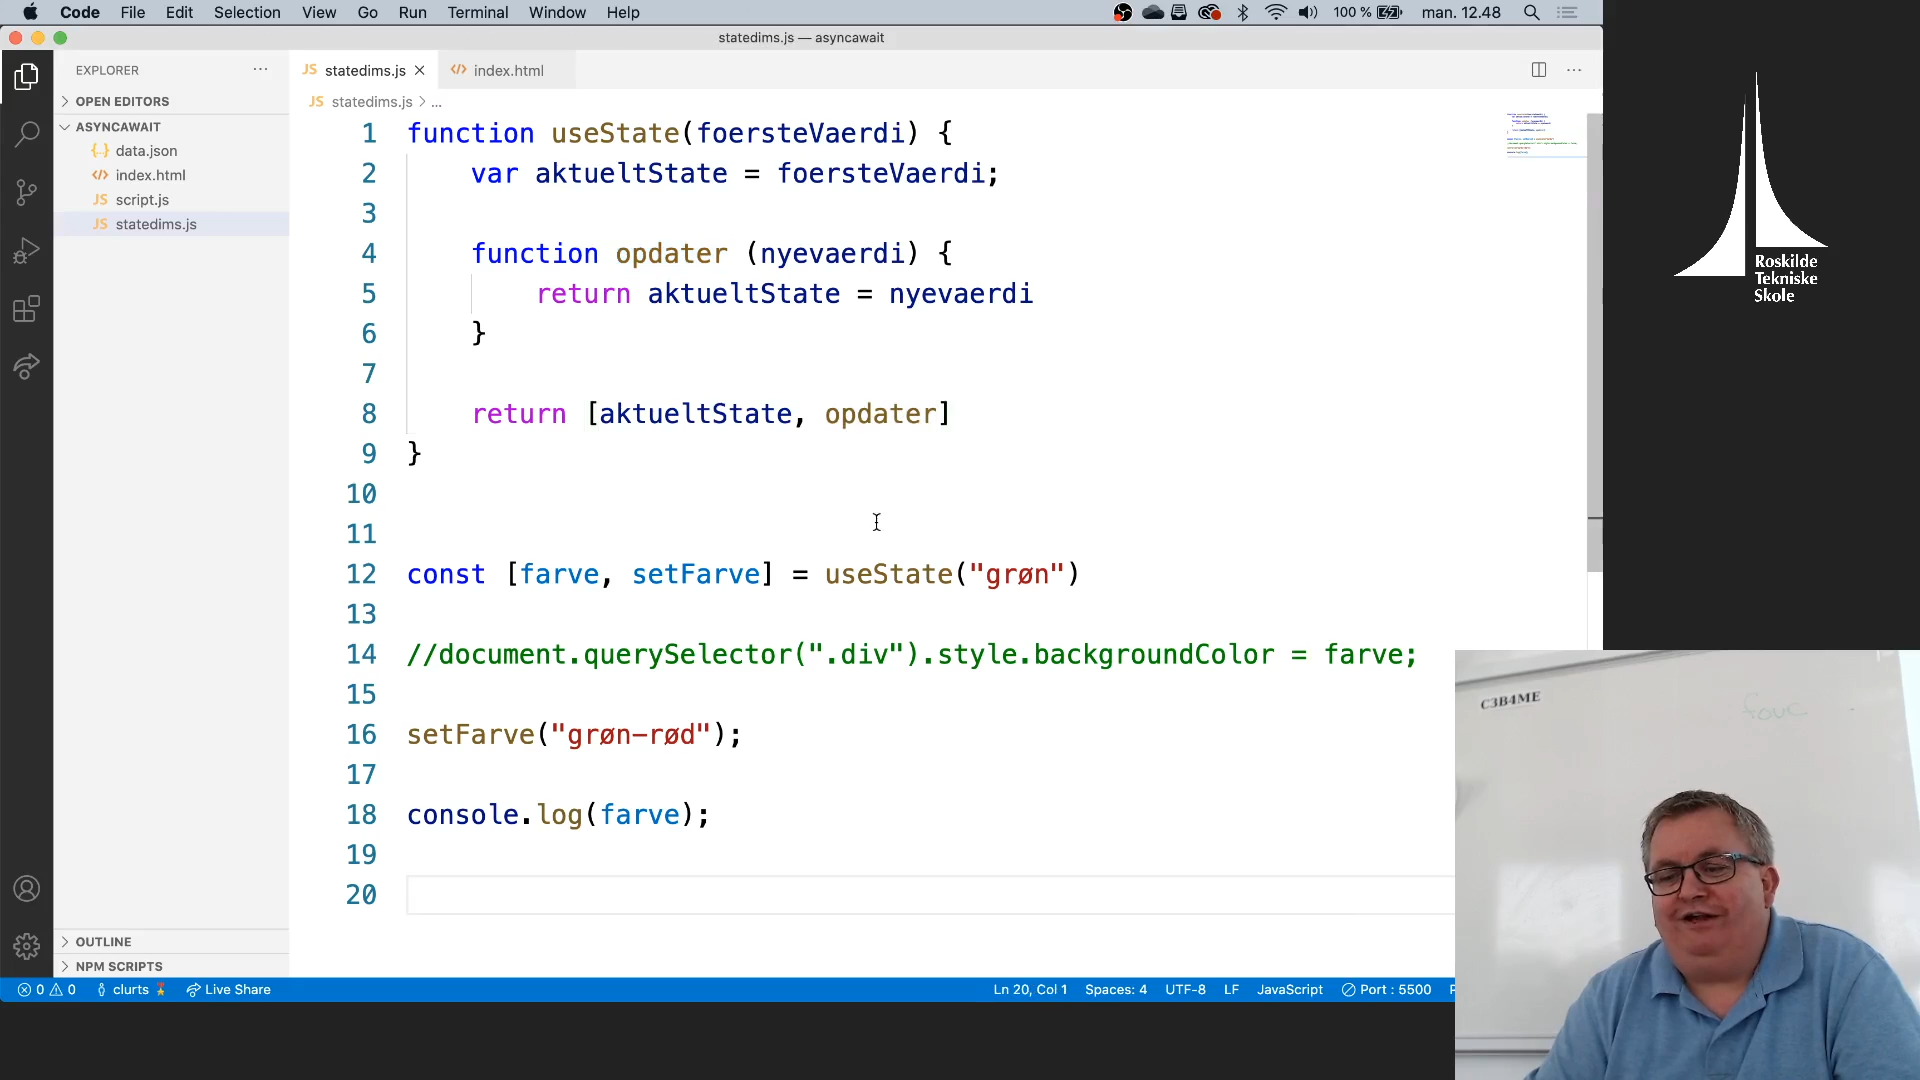 Code File Edit Selection View Go Run Terminal Window Help 100 % man. 12.48
statedims.js — asyncawait
EXPLORER
OPEN EDITORS
ASYNCAWAIT
data.json
index.html
script.js
statedims.js
OUTLINE
NPM SCRIPTS
JS statedims.js index.html
JS statedims.js > ...
1 function useState(foersteVaerdi) {
2 var aktueltState = foersteVaerdi;
3
4 function opdater (nyevaerdi) {
5 return aktueltState = nyevaerdi
6 }
7
8 return [aktueltState, opdater]
9 }
10
11
12 const [farve, setFarve] = useState("grøn")
13
14 //document.querySelector(".div").style.backgroundColor = farve;
15
16 setFarve("grøn-rød");
17
18 console.log(farve);
19
20
0 0 clurts Live Share Ln 20, Col 1 Spaces: 4 UTF-8 LF JavaScript Port : 5500
Roskilde
Tekniske
Skole
C3B4ME
fouc